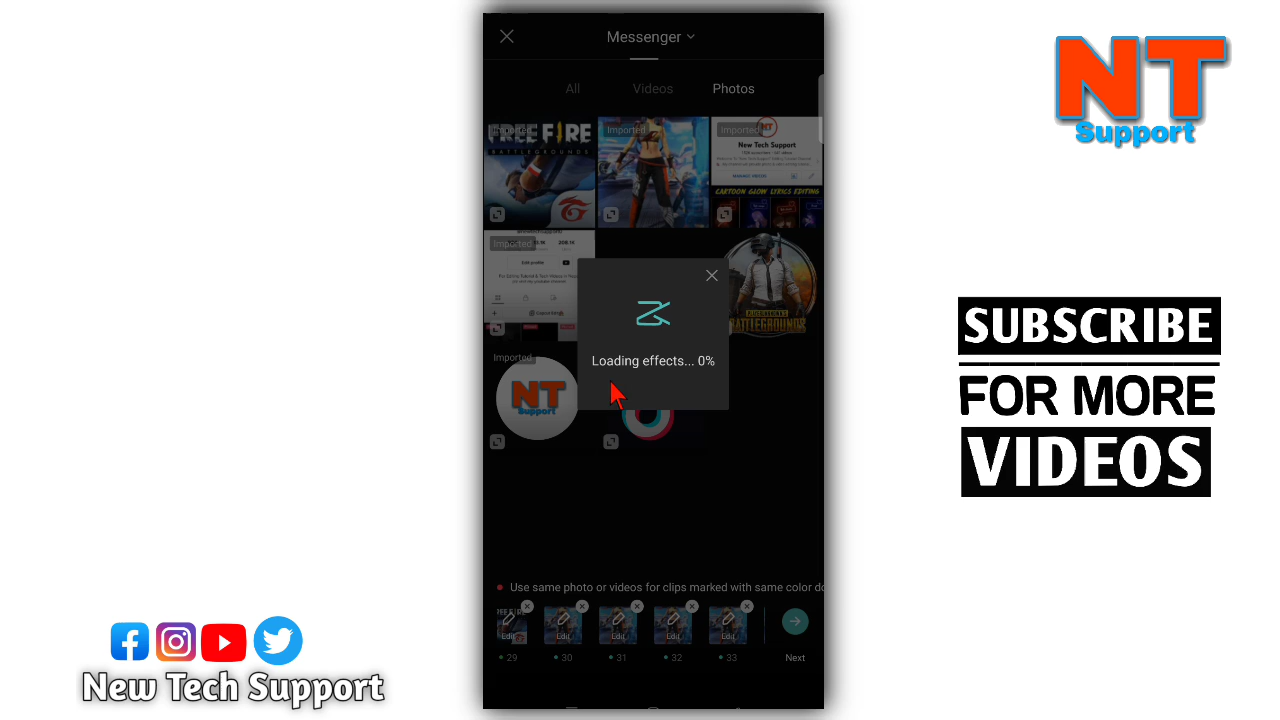 Messenger
All
Videos
Photos
Imported
FREE FIRE
BATTLEGROUNDS
Imported
Imported
New Tech Support
MANAGE VIDEOS
CARTOON GLOW LYRICS EDITING
Imported
Edit profile
BATTLEGROUNDS
Loading effects... 0%
Imported
NT
Support
Use same photo or videos for clips marked with same color do
Edit
Edit
Edit
Edit
Edit
29
30
31
32
33
Next
NT
Support
SUBSCRIBE
FOR MORE
VIDEOS
New Tech Support